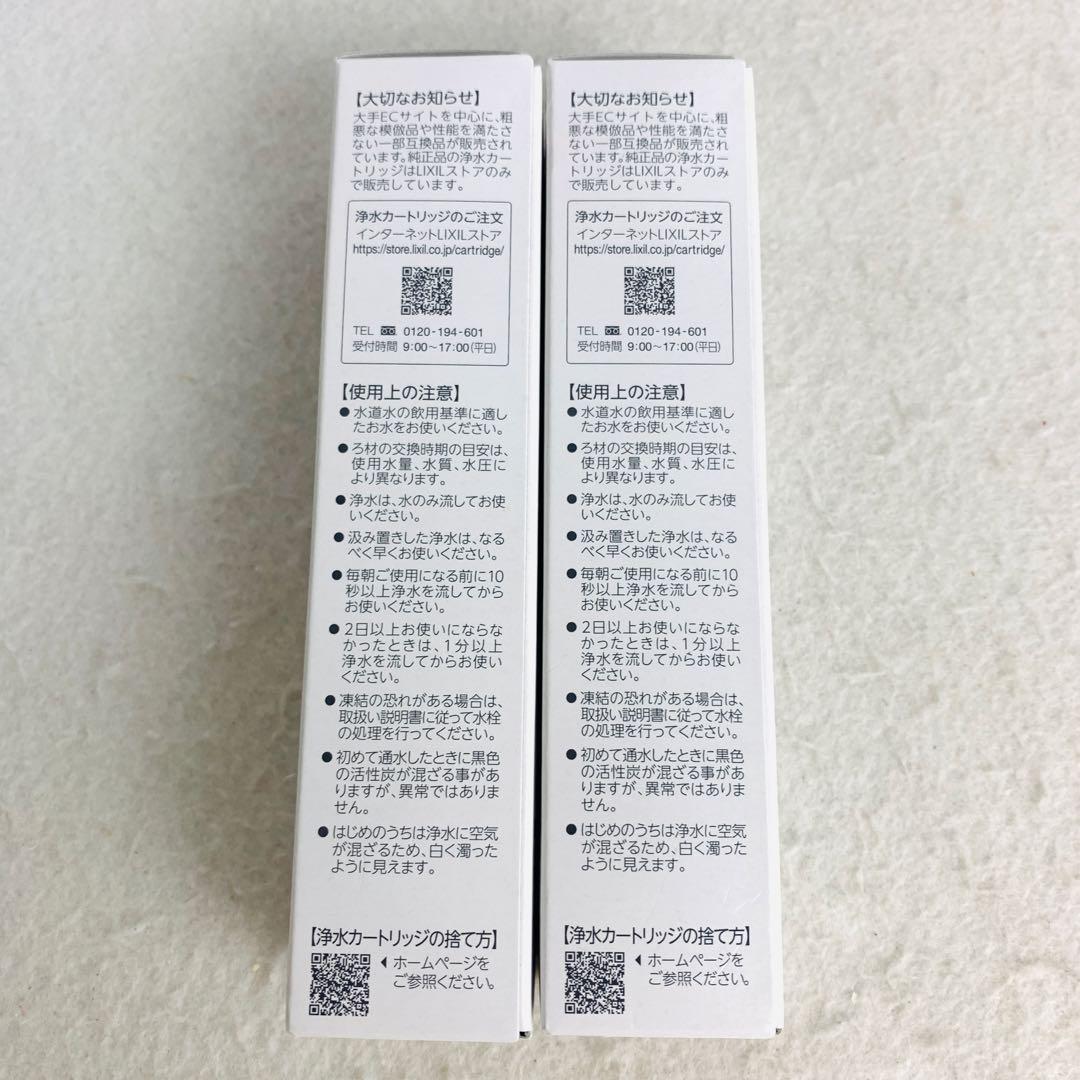 【大切なお知らせ】
大手ECサイトを中心に、粗
悪な模倣品や性能を満たさ
ない一部互換品が販売され
ています。純正品の浄水カー
トリッジはLIXILストアのみ
で販売しています。
浄水カートリッジのご注文
インターネットLIXILストア
https://store.lixil.co.jp/cartridge/
TEL 0120-194-601
受付時間 9:00〜17:00(平日)
【使用上の注意】
●水道水の飲用基準に適し
たお水をお使いください。
●ろ材の交換時期の目安は、
使用水量、水質、水圧に
より異なります。
●浄水は、水のみ流してお使
いください。
●汲み置きした浄水は、なる
べく早くお使いください。
●毎朝ご使用になる前に10
秒以上浄水を流してから
お使いください。
●2日以上お使いにならな
かったときは、1分以上
浄水を流してからお使い
ください。
●凍結の恐れがある場合は、
取扱い説明書に従って水栓
の処理を行ってください。
●初めて通水したときに黒色
の活性炭が混ざる事があ
りますが、異常ではありま
せん。
●はじめのうちは浄水に空気
が混ざるため、白く濁った
ように見えます。
【浄水カートリッジの捨て方】
◀ホームページを
ご参照ください。
【大切なお知らせ】
大手ECサイトを中心に、粗
悪な模倣品や性能を満たさ
ない一部互換品が販売され
ています。純正品の浄水カー
トリッジはLIXILストアのみ
で販売しています。
浄水カートリッジのご注文
インターネットLIXILストア
https://store.lixil.co.jp/cartridge/
TEL 0120-194-601
受付時間 9:00〜17:00(平日)
【使用上の注意】
●水道水の飲用基準に適し
たお水をお使いください。
●ろ材の交換時期の目安は、
使用水量、水質、水圧に
より異なります。
●浄水は、水のみ流してお使
いください。
●汲み置きした浄水は、なる
べく早くお使いください。
●毎朝ご使用になる前に10
秒以上浄水を流してから
お使いください。
●2日以上お使いにならな
かったときは、1分以上
浄水を流してからお使い
ください。
●凍結の恐れがある場合は、
取扱い説明書に従って水栓
の処理を行ってください。
●初めて通水したときに黒色
の活性炭が混ざる事があ
りますが、異常ではありま
せん。
●はじめのうちは浄水に空気
が混ざるため、白く濁った
ように見えます。
【浄水カートリッジの捨て方】
◀ホームページを
ご参照ください。